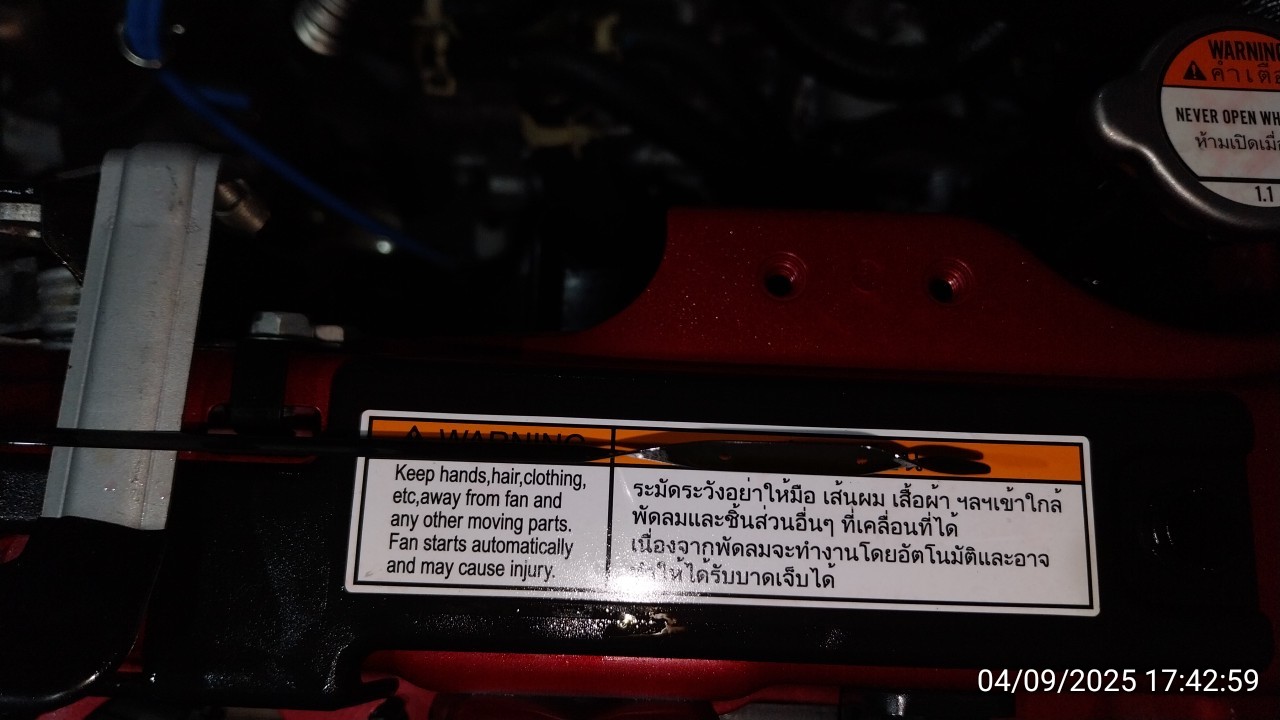 WARNING
NEVER OPEN
ห้ามเปิด
1.1
WARNING
Keep hands,hair,clothing,
etc,away from fan and
any other moving parts.
Fan starts automatically
and may cause injury.
ระมัดระวังอย่าให้มือ เส้นผม เสื้อผ้า ฯลฯเข้าใกล้
พัดลมและชิ้นส่วนอื่นๆ ที่เคลื่อนที่ได้
เนื่องจากพัดลมจะทำงานโดยอัตโนมัติและอาจ
ทำให้ได้รับบาดเจ็บได้
04/09/2025 17:42:59